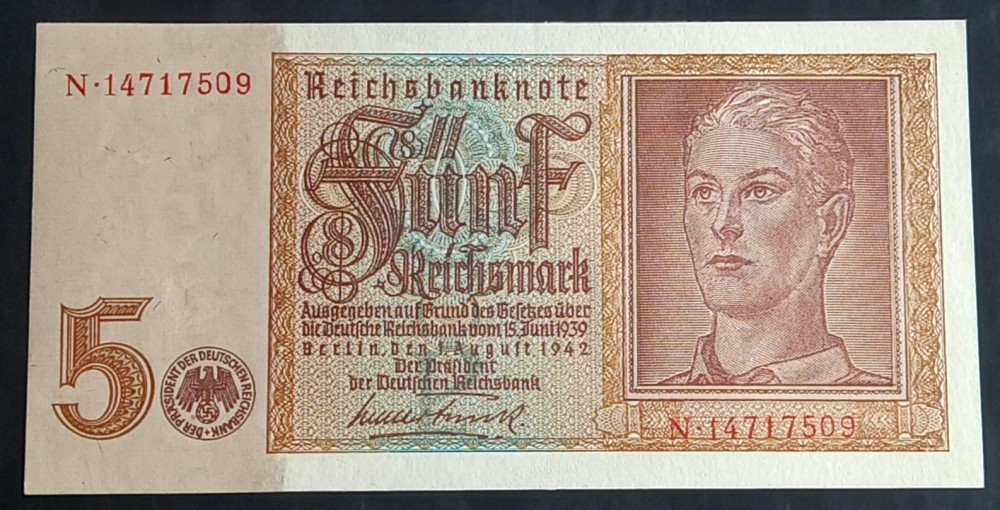 N·14717509
Reichsbanknote
Fünf
Reichsmark
Ausgegeben auf Grund des Gesetzes über
die Deutsche Reichsbank vom 15. Juni 1939
Berlin, den 1. August 1942
Der Präsident
der Deutschen Reichsbank
5
DER PRÄSIDENT DER DEUTSCHEN REICHSBANK
N·14717509